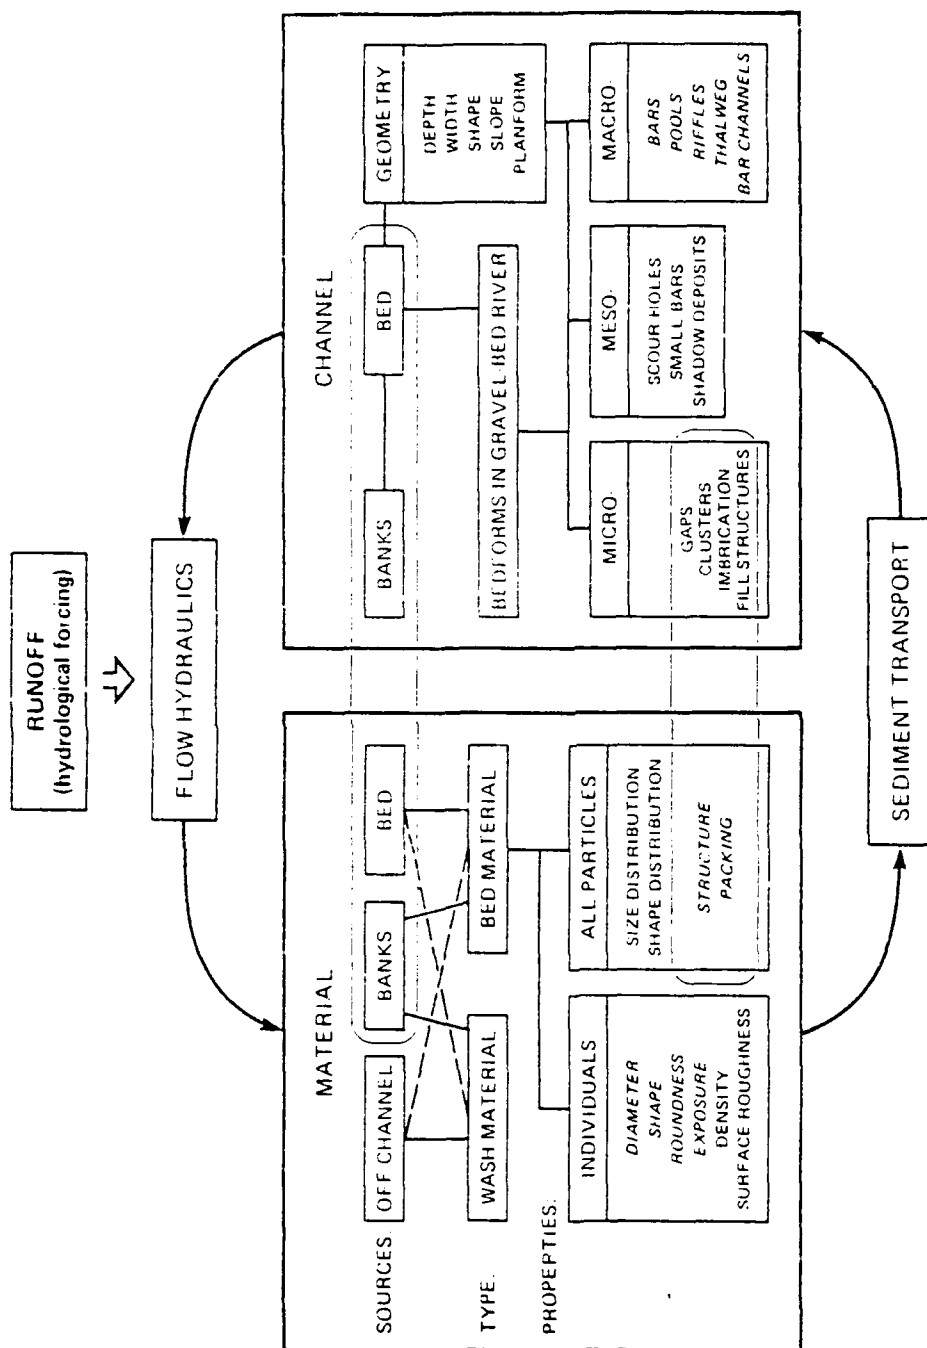 RUNOFF
(hydrological forcing)
FLOW HYDRAULICS
MATERIAL
SOURCES
OFF CHANNEL
BANKS
BED
TYPE.
WASH MATERIAL
BED MATERIAL
PROPERTIES.
INDIVIDUALS
DIAMETER
SHAPE
ROUNDNESS
EXPOSURE
DENSITY
SURFACE ROUGHNESS
ALL PARTICLES
SIZE DISTRIBUTION
SHAPE DISTRIBUTION
STRUCTURE
PACKING
CHANNEL
BANKS
BED
GEOMETRY
DEPTH
WIDTH
SHAPE
SLOPE
PLANFORM
BEDFORMS IN GRAVEL-BED RIVER
MICRO-
GAPS
CLUSTERS
IMBRICATION
FILL STRUCTURES
MESO-
SCOUR HOLES
SMALL BARS
SHADOW DEPOSITS
MACRO-
BARS
POOLS
RIFFLES
THALWEG
BAR CHANNELS
SEDIMENT TRANSPORT